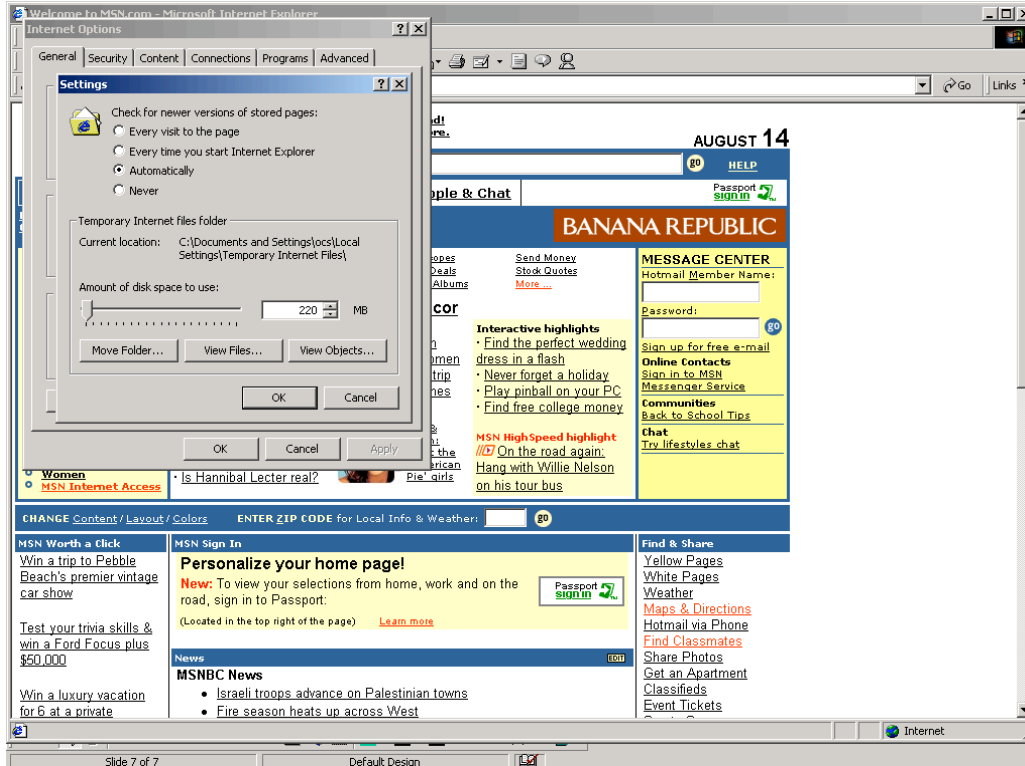 Welcome to MSN.com - Microsoft Internet Explorer
Internet Options
General Security Content Connections Programs Advanced
Settings
Check for newer versions of stored pages:
Every visit to the page
Every time you start Internet Explorer
Automatically
Never
Temporary Internet files folder
Current location: C:\Documents and Settings\ocs\Local
Settings\Temporary Internet Files\
Amount of disk space to use:
220 MB
Move Folder... View Files... View Objects...
OK Cancel
OK Cancel Apply
Go Links
AUGUST 14
go HELP
& Chat
Passport
sign in
BANANA REPUBLIC
Send Money
Deals Stock Quotes
Albums More ...
MESSAGE CENTER
Hotmail Member Name:
Password:
go
Sign up for free e-mail
Online Contacts
Sign in to MSN
Messenger Service
Communities
Back to School Tips
Chat
Try lifestyles chat
Interactive highlights
· Find the perfect wedding
dress in a flash
· Never forget a holiday
· Play pinball on your PC
· Find free college money
MSN HighSpeed highlight
On the road again:
Hang with Willie Nelson
on his tour bus
trip
the
Pie' girls
Women
MSN Internet Access
· Is Hannibal Lecter real?
CHANGE Content / Layout / Colors ENTER ZIP CODE for Local Info & Weather: go
MSN Worth a Click
Win a trip to Pebble
Beach's premier vintage
car show
Test your trivia skills &
win a Ford Focus plus
$50,000
Win a luxury vacation
for 6 at a private
MSN Sign In
Personalize your home page!
New: To view your selections from home, work and on the
road, sign in to Passport:
(Located in the top right of the page) Learn more
Passport
sign in
News EDIT
MSNBC News
• Israeli troops advance on Palestinian towns
• Fire season heats up across West
Find & Share
Yellow Pages
White Pages
Weather
Maps & Directions
Hotmail via Phone
Find Classmates
Share Photos
Get an Apartment
Classifieds
Event Tickets
Internet
Slide 7 of 7 Default Design